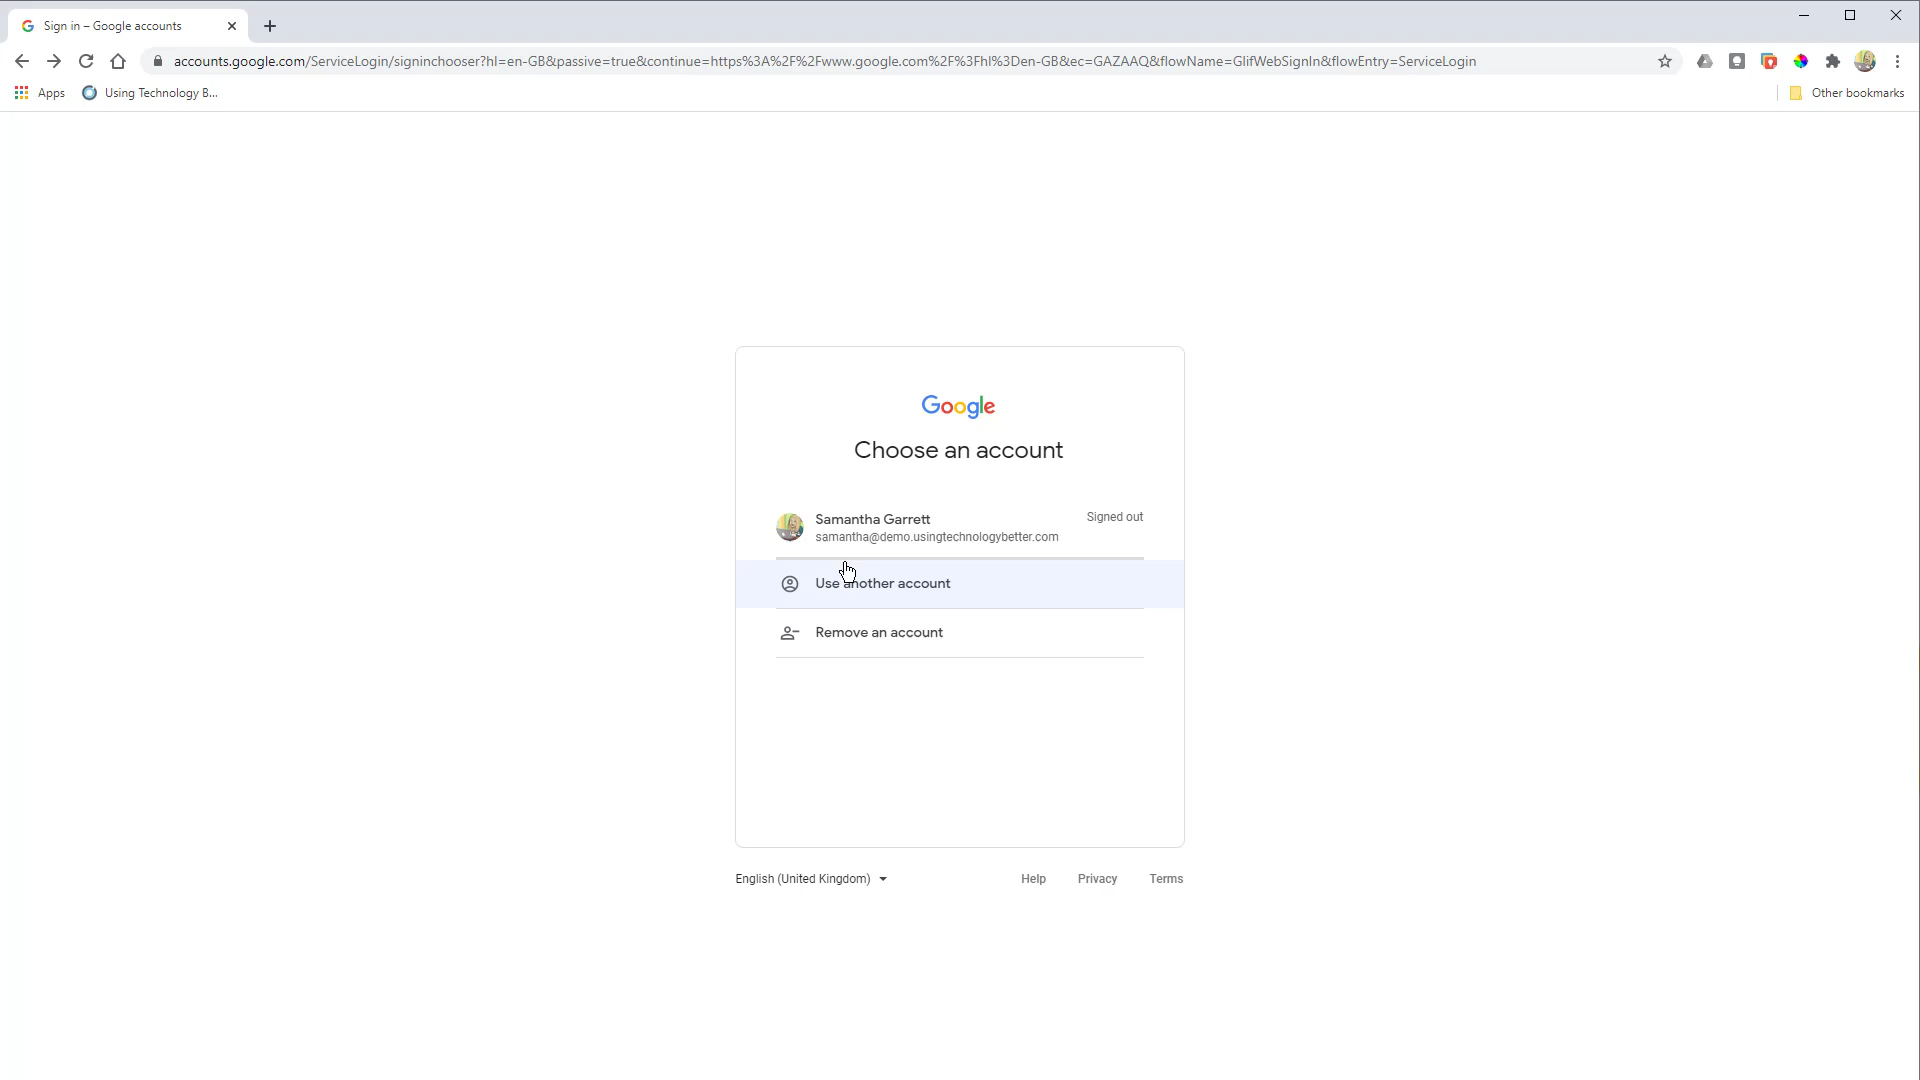 Sign in – Google accounts
accounts.google.com/ServiceLogin/signinchooser?hl=en-GB&passive=true&continue=https%3A%2F%2Fwww.google.com%2F%3Fhl%3Den-GB&ec=GAZAAQ&flowName=GlifWebSignIn&flowEntry=ServiceLogin
Apps Using Technology B... Other bookmarks
Google
Choose an account
Samantha Garrett Signed out
samantha@demo.usingtechnologybetter.com
Use another account
Remove an account
English (United Kingdom) Help Privacy Terms